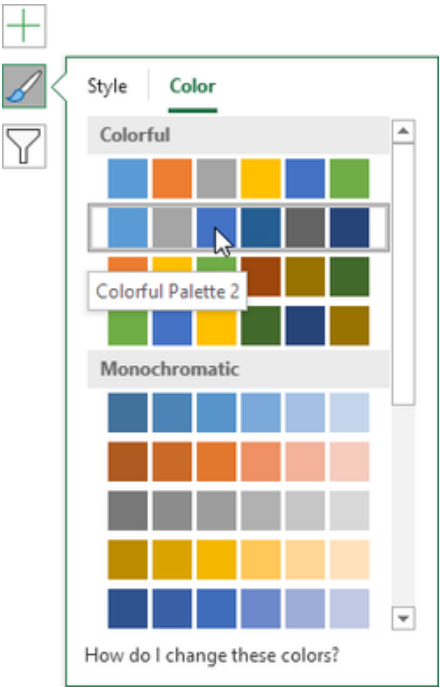 Style Color
Colorful
Colorful Palette 2
Monochromatic
How do I change these colors?